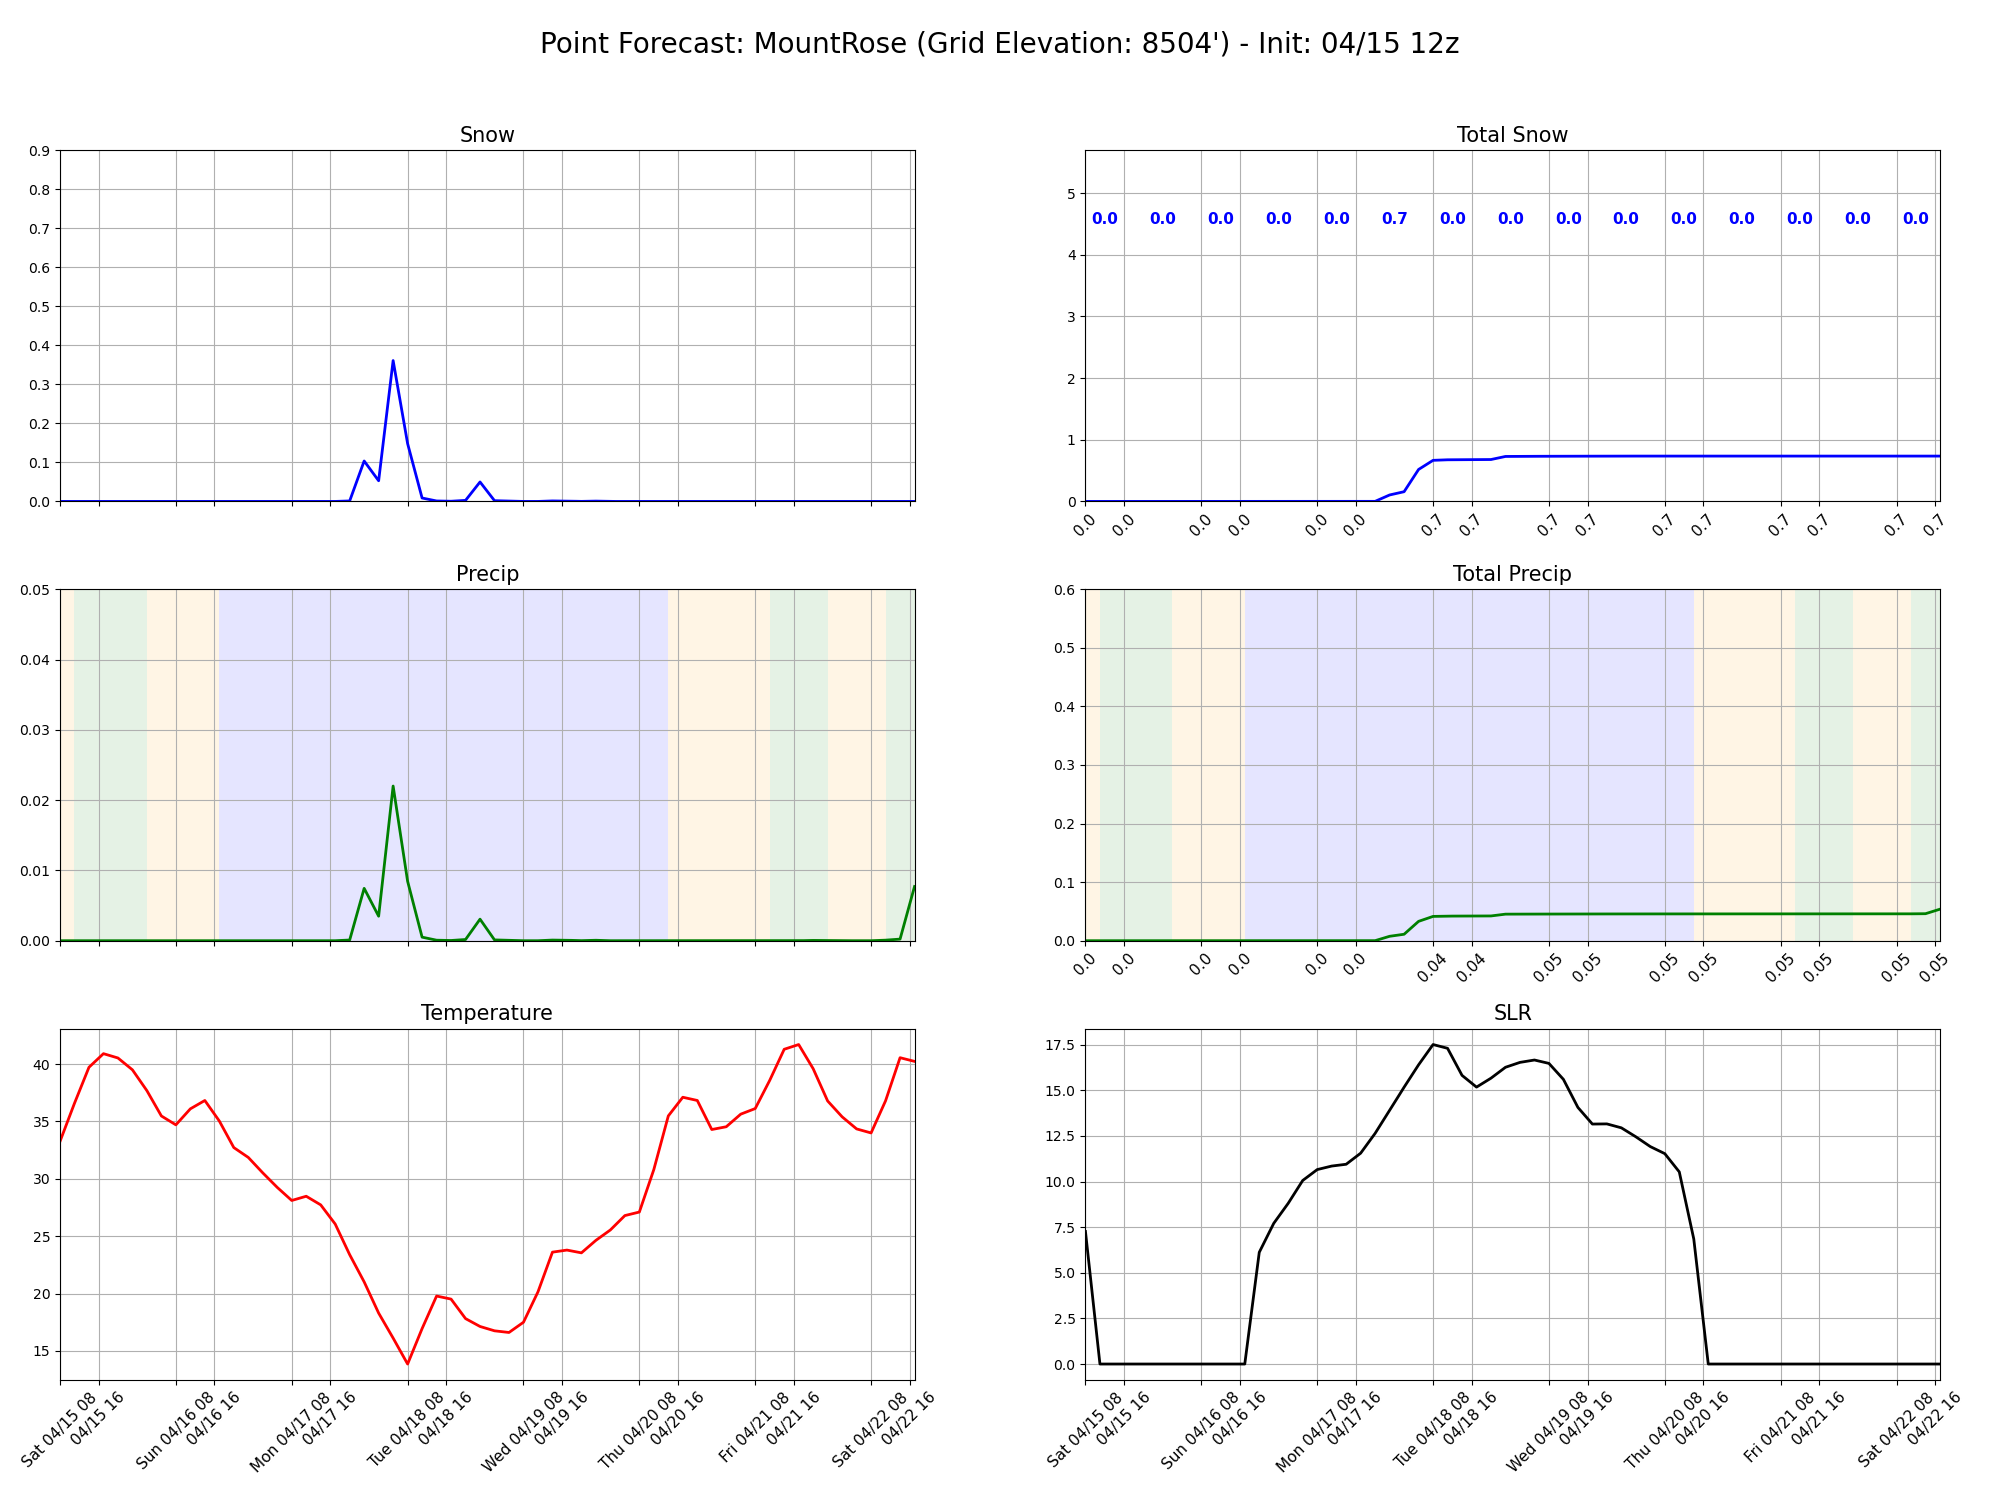 Point Forecast: MountRose (Grid Elevation: 8504') - Init: 04/15 12z
Snow
0.9
0.8
0.7
0.6
0.5
0.4
0.3
0.2
0.1
0.0
Total Snow
5
4
3
2
1
0
0.0 0.0 0.0 0.0 0.0 0.7 0.0 0.0 0.0 0.0 0.0 0.0 0.0 0.0 0.0
0.0 0.0 0.0 0.0 0.0 0.0 0.7 0.7 0.7 0.7 0.7 0.7 0.7 0.7 0.7 0.7
Precip
0.05
0.04
0.03
0.02
0.01
0.00
Total Precip
0.6
0.5
0.4
0.3
0.2
0.1
0.0
0.0 0.0 0.0 0.0 0.0 0.0 0.04 0.04 0.05 0.05 0.05 0.05 0.05 0.05 0.05 0.05
Temperature
40
35
30
25
20
15
Sat 04/15 08
04/15 16
Sun 04/16 08
04/16 16
Mon 04/17 08
04/17 16
Tue 04/18 08
04/18 16
Wed 04/19 08
04/19 16
Thu 04/20 08
04/20 16
Fri 04/21 08
04/21 16
Sat 04/22 08
04/22 16
SLR
17.5
15.0
12.5
10.0
7.5
5.0
2.5
0.0
Sat 04/15 08
04/15 16
Sun 04/16 08
04/16 16
Mon 04/17 08
04/17 16
Tue 04/18 08
04/18 16
Wed 04/19 08
04/19 16
Thu 04/20 08
04/20 16
Fri 04/21 08
04/21 16
Sat 04/22 08
04/22 16